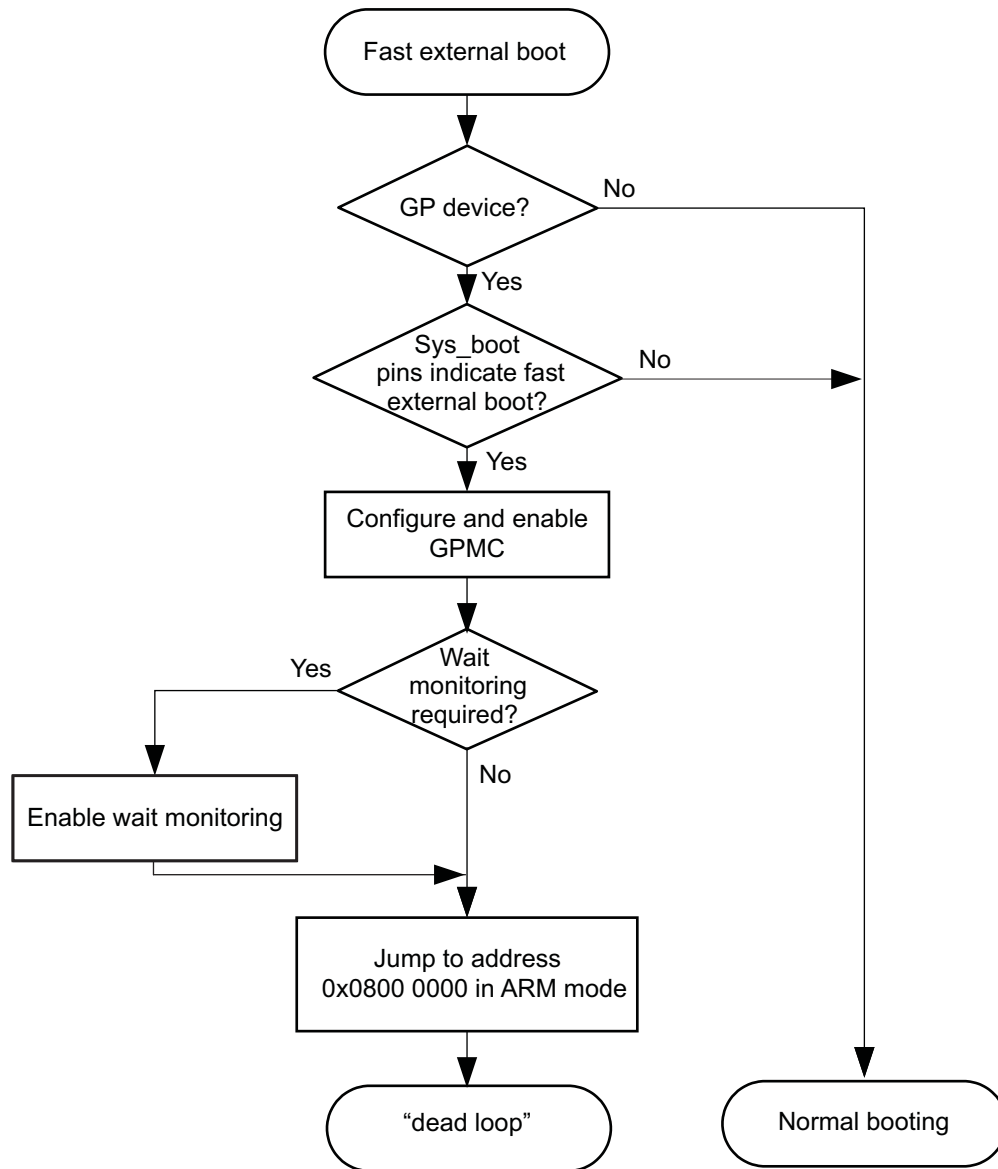 Fast external boot
No
GP device?
Yes
Sys_boot
pins indicate fast
external boot?
No
Yes
Configure and enable
GPMC
Yes
Wait
monitoring
required?
No
Enable wait monitoring
Jump to address
0x0800 0000 in ARM mode
“dead loop”
Normal booting